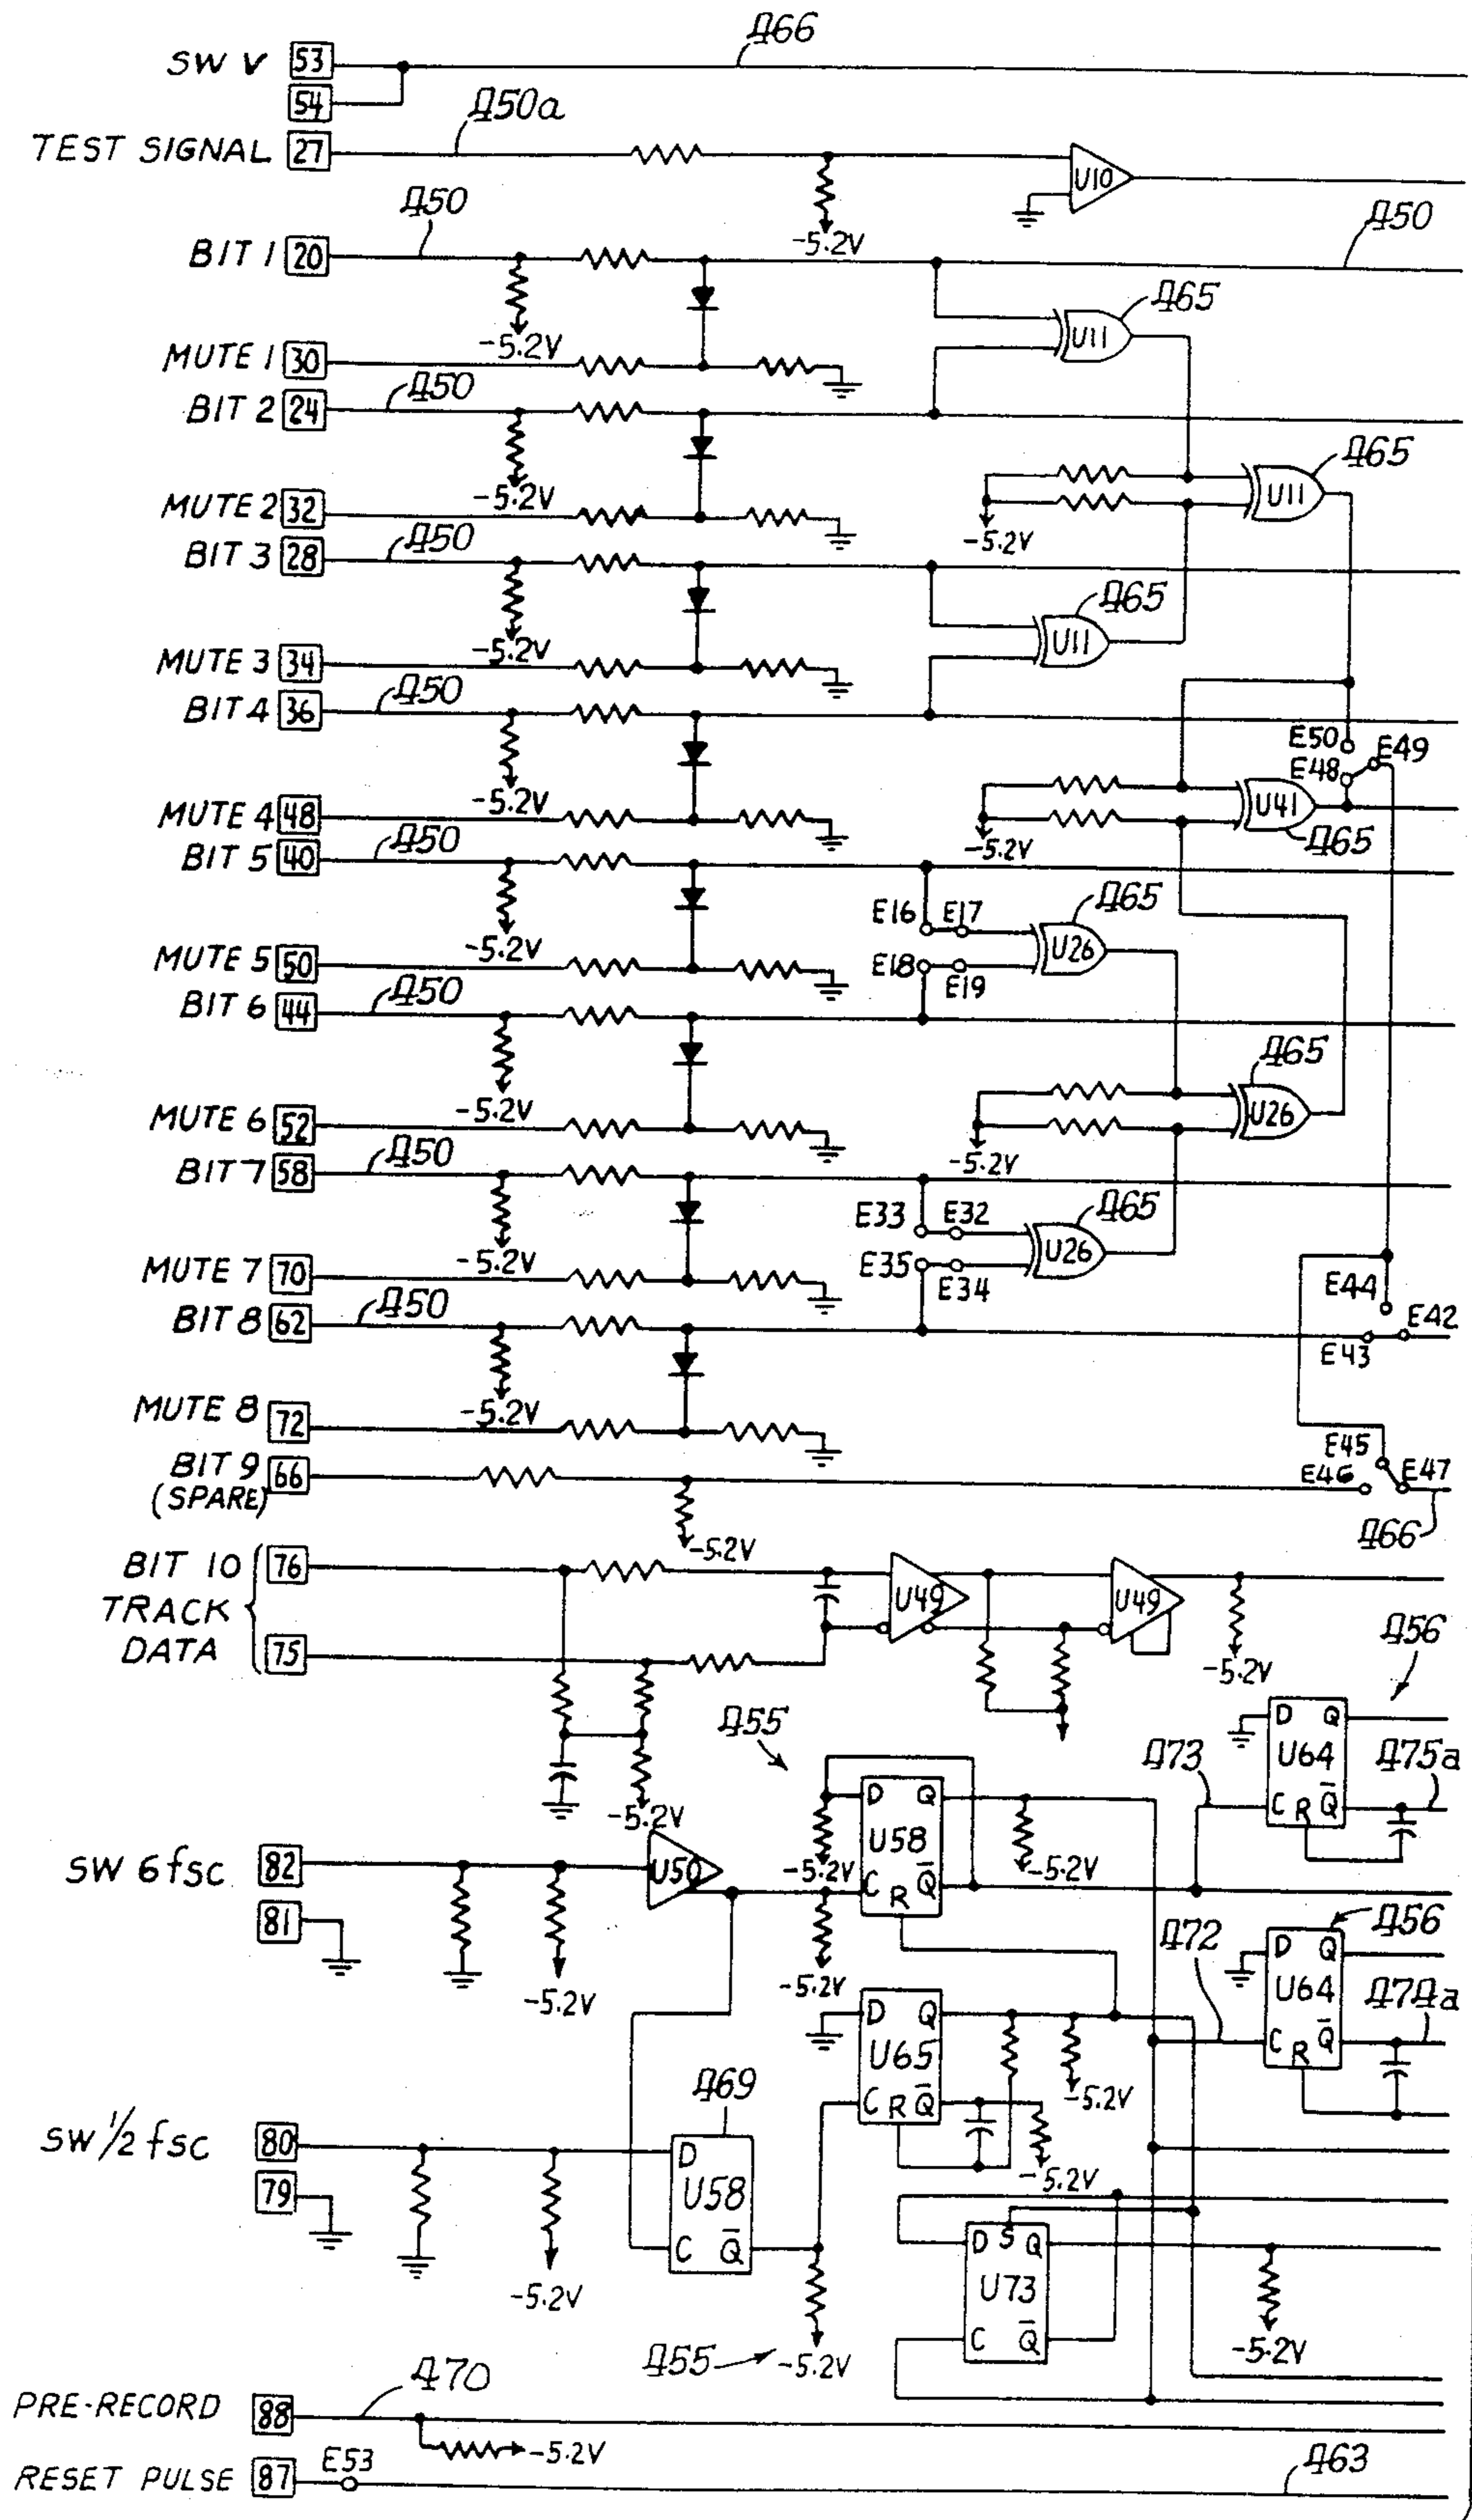 SW V 53 466
54
TEST SIGNAL 27 450a
U10
-5.2V
BIT 1 20 450 450
-5.2V
U11 465
MUTE 1 30
BIT 2 24 450
-5.2V
U11 465
-5.2V
MUTE 2 32
BIT 3 28 450
-5.2V
U11 465
MUTE 3 34
BIT 4 36 450
-5.2V
E50 E49
E48
MUTE 4 48
U41 465
-5.2V
BIT 5 40 450
-5.2V
E16 E17
U26 465
E18 E19
MUTE 5 50
BIT 6 44 450
-5.2V
U26 465
-5.2V
MUTE 6 52
BIT 7 58 450
-5.2V
E33 E32
U26 465
E35 E34
MUTE 7 70
E44
BIT 8 62 450
E42
E43
-5.2V
MUTE 8 72
E45
BIT 9 66
(SPARE)
E46 E47
466
-5.2V
BIT 10 76
TRACK
DATA 75
U49 U49
-5.2V
-5.2V
455
456
D Q
U64
C R Q̄
473
475a
SW 6 fsc 82
81
U50
-5.2V
D Q
U58
C R Q̄
-5.2V
-5.2V
-5.2V
456
D Q
U64
C R Q̄
472
474a
D Q
U65
C R Q̄
-5.2V
-5.2V
SW 1/2 fsc 80
79
-5.2V
469
D
U58
C Q̄
-5.2V
455
D S Q
U73
C Q̄
-5.2V
PRE-RECORD 88 470
-5.2V
RESET PULSE 87 E53 463